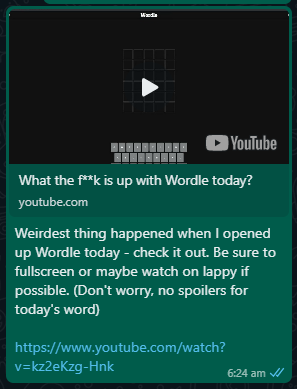 Wordle
YouTube
What the f**k is up with Wordle today?
youtube.com
Weirdest thing happened when I opened
up Wordle today - check it out. Be sure to
fullscreen or maybe watch on lappy if
possible. (Don't worry, no spoilers for
today's word)
https://www.youtube.com/watch?
v=kz2eKzg-Hnk
6:24 am